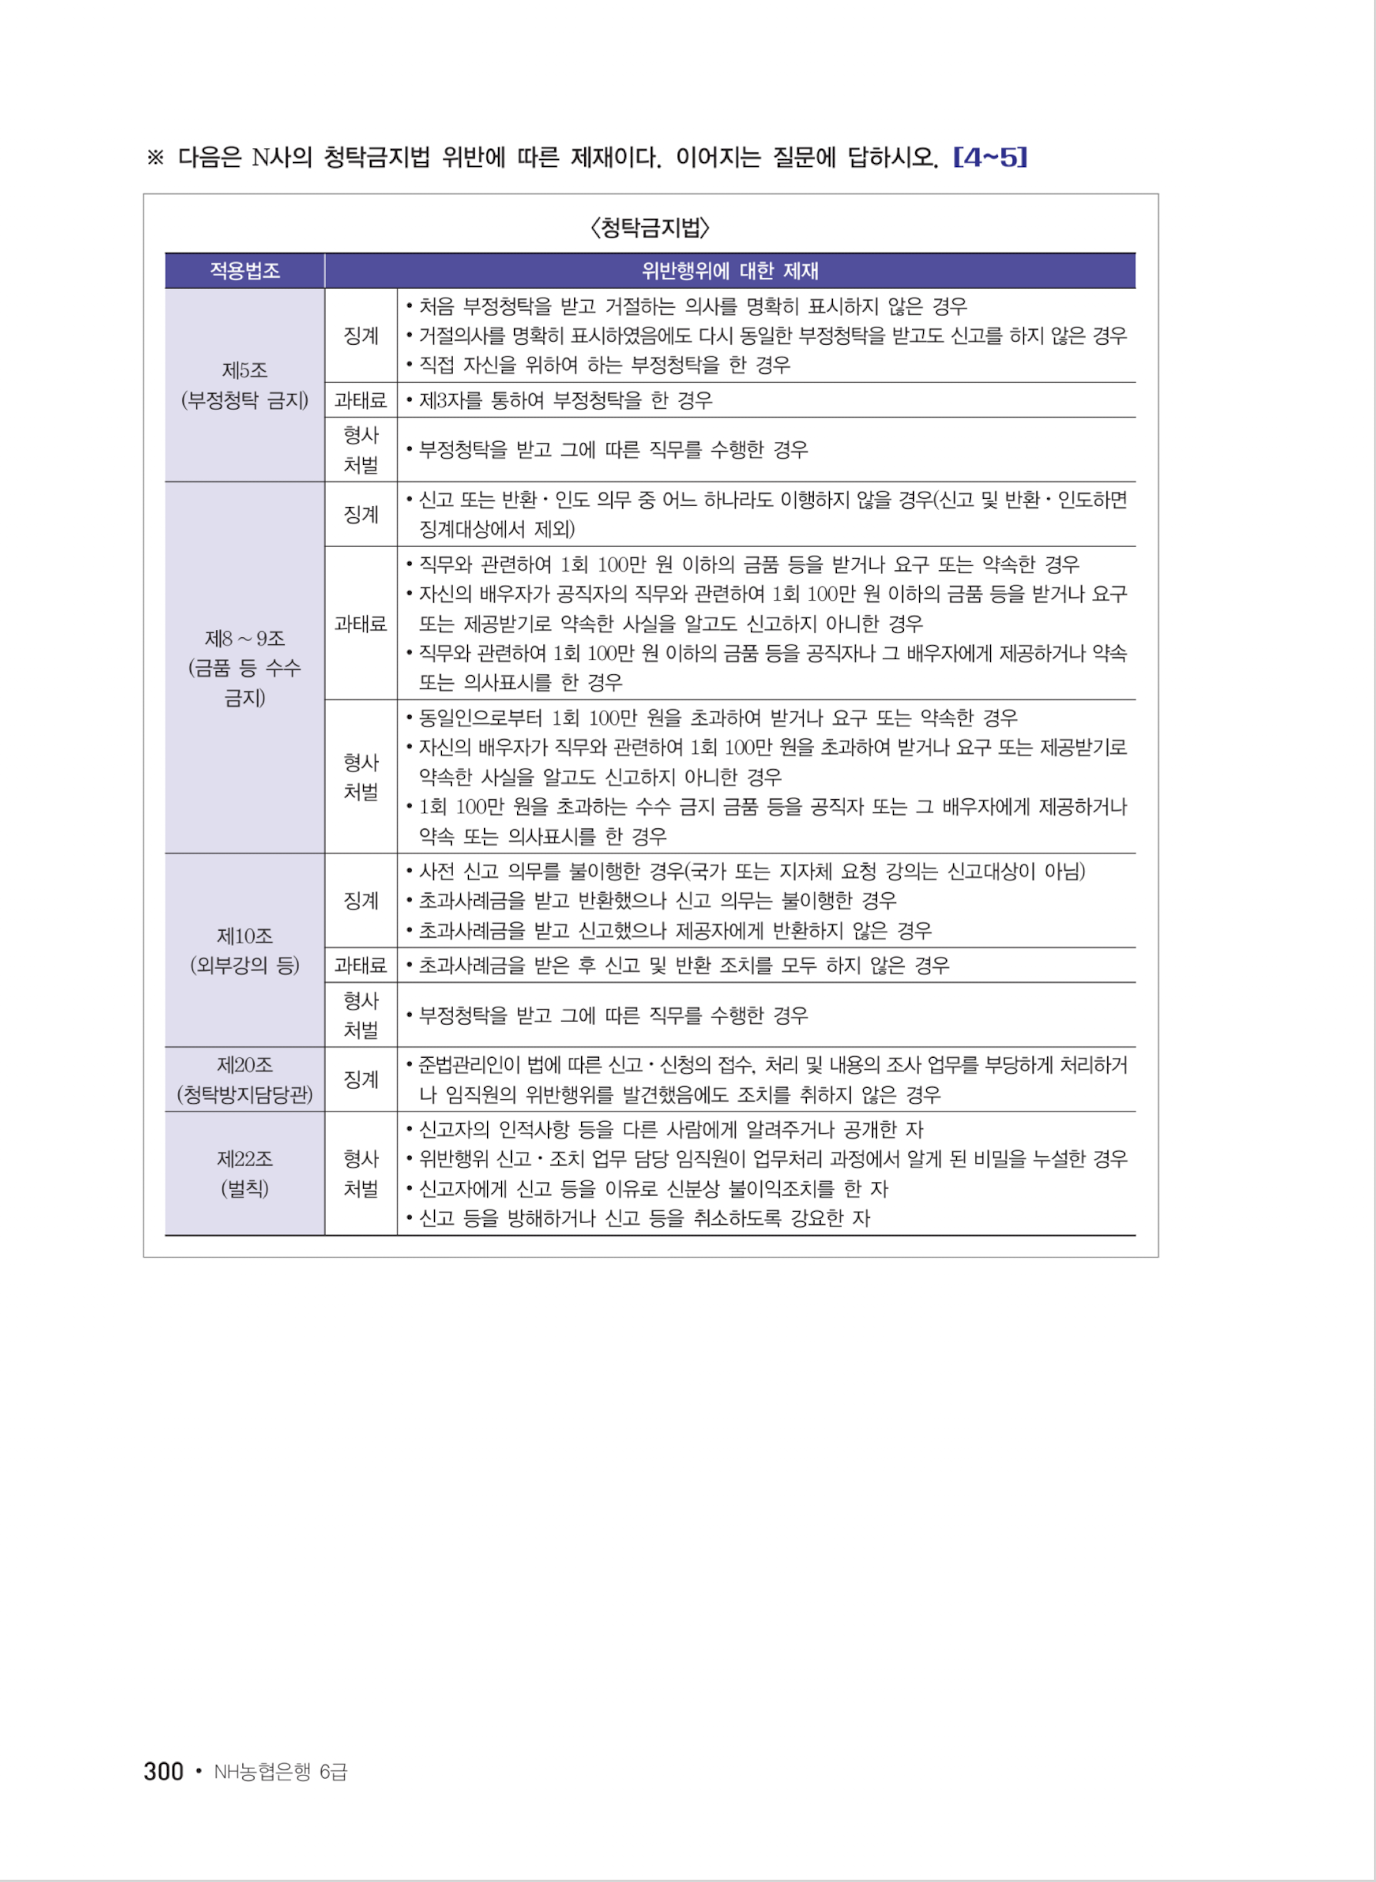 ※ 다음은 N사의 청탁금지법 위반에 따른 제재이다. 이어지는 질문에 답하시오. [4~5]
〈청탁금지법〉
적용법조 위반행위에 대한 제재
제5조
(부정청탁 금지)
징계
• 처음 부정청탁을 받고 거절하는 의사를 명확히 표시하지 않은 경우
• 거절의사를 명확히 표시하였음에도 다시 동일한 부정청탁을 받고도 신고를 하지 않은 경우
• 직접 자신을 위하여 하는 부정청탁을 한 경우
과태료 • 제3자를 통하여 부정청탁을 한 경우
형사
처벌
• 부정청탁을 받고 그에 따른 직무를 수행한 경우
제8 ~ 9조
(금품 등 수수
금지)
징계
• 신고 또는 반환 · 인도 의무 중 어느 하나라도 이행하지 않을 경우(신고 및 반환 · 인도하면
징계대상에서 제외)
과태료
• 직무와 관련하여 1회 100만 원 이하의 금품 등을 받거나 요구 또는 약속한 경우
• 자신의 배우자가 공직자의 직무와 관련하여 1회 100만 원 이하의 금품 등을 받거나 요구
또는 제공받기로 약속한 사실을 알고도 신고하지 아니한 경우
• 직무와 관련하여 1회 100만 원 이하의 금품 등을 공직자나 그 배우자에게 제공하거나 약속
또는 의사표시를 한 경우
형사
처벌
• 동일인으로부터 1회 100만 원을 초과하여 받거나 요구 또는 약속한 경우
• 자신의 배우자가 직무와 관련하여 1회 100만 원을 초과하여 받거나 요구 또는 제공받기로
약속한 사실을 알고도 신고하지 아니한 경우
• 1회 100만 원을 초과하는 수수 금지 금품 등을 공직자 또는 그 배우자에게 제공하거나
약속 또는 의사표시를 한 경우
제10조
(외부강의 등)
징계
• 사전 신고 의무를 불이행한 경우(국가 또는 지자체 요청 강의는 신고대상이 아님)
• 초과사례금을 받고 반환했으나 신고 의무는 불이행한 경우
• 초과사례금을 받고 신고했으나 제공자에게 반환하지 않은 경우
과태료 • 초과사례금을 받은 후 신고 및 반환 조치를 모두 하지 않은 경우
형사
처벌
• 부정청탁을 받고 그에 따른 직무를 수행한 경우
제20조
(청탁방지담당관)
징계
• 준법관리인이 법에 따른 신고 · 신청의 접수, 처리 및 내용의 조사 업무를 부당하게 처리하거
나 임직원의 위반행위를 발견했음에도 조치를 취하지 않은 경우
제22조
(벌칙)
형사
처벌
• 신고자의 인적사항 등을 다른 사람에게 알려주거나 공개한 자
• 위반행위 신고 · 조치 업무 담당 임직원이 업무처리 과정에서 알게 된 비밀을 누설한 경우
• 신고자에게 신고 등을 이유로 신분상 불이익조치를 한 자
• 신고 등을 방해하거나 신고 등을 취소하도록 강요한 자
300 • NH농협은행 6급